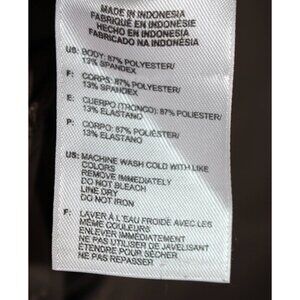 MADE IN INDONESIA
FABRIQUÉ EN INDONÉSIE
HECHO EN INDONESIA
FABRICADO NA INDONÉSIA
US: BODY: 87% POLYESTER/
13% SPANDEX
F: CORPS: 87% POLYESTER/
13% ELASTHANNE
E: CUERPO (TRONCO): 87% POLIESTER/
13% ELASTANO
P: CORPO: 87% POLIÉSTER/
13% ELASTANO
US: MACHINE WASH COLD WITH LIKE
COLORS
REMOVE IMMEDIATELY
DO NOT BLEACH
LINE DRY
DO NOT IRON
F: LAVER À L'EAU FROIDE AVEC LES
MÊME COULEURS
ENLEVER IMMÉDIATEMENT
NE PAS UTILISER DE JAVELISANT
ÉTENDRE POUR SÉCHER
NE PAS REPASSER